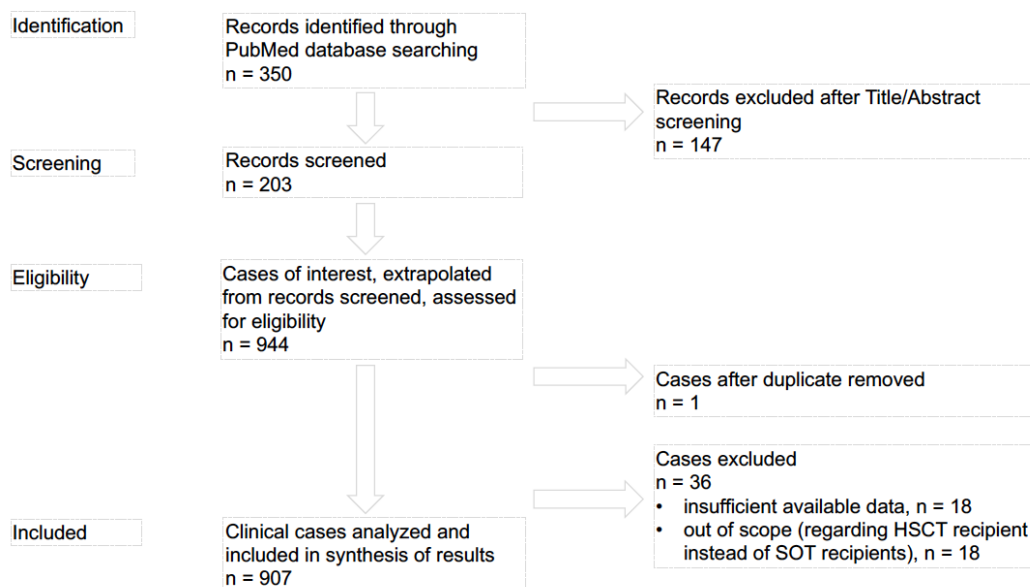 Identification
Records identified through
PubMed database searching
n = 350
Records excluded after Title/Abstract
screening
n = 147
Screening
Records screened
n = 203
Eligibility
Cases of interest, extrapolated
from records screened, assessed
for eligibility
n = 944
Cases after duplicate removed
n = 1
Cases excluded
n = 36
• insufficient available data, n = 18
• out of scope (regarding HSCT recipient
instead of SOT recipients), n = 18
Included
Clinical cases analyzed and
included in synthesis of results
n = 907